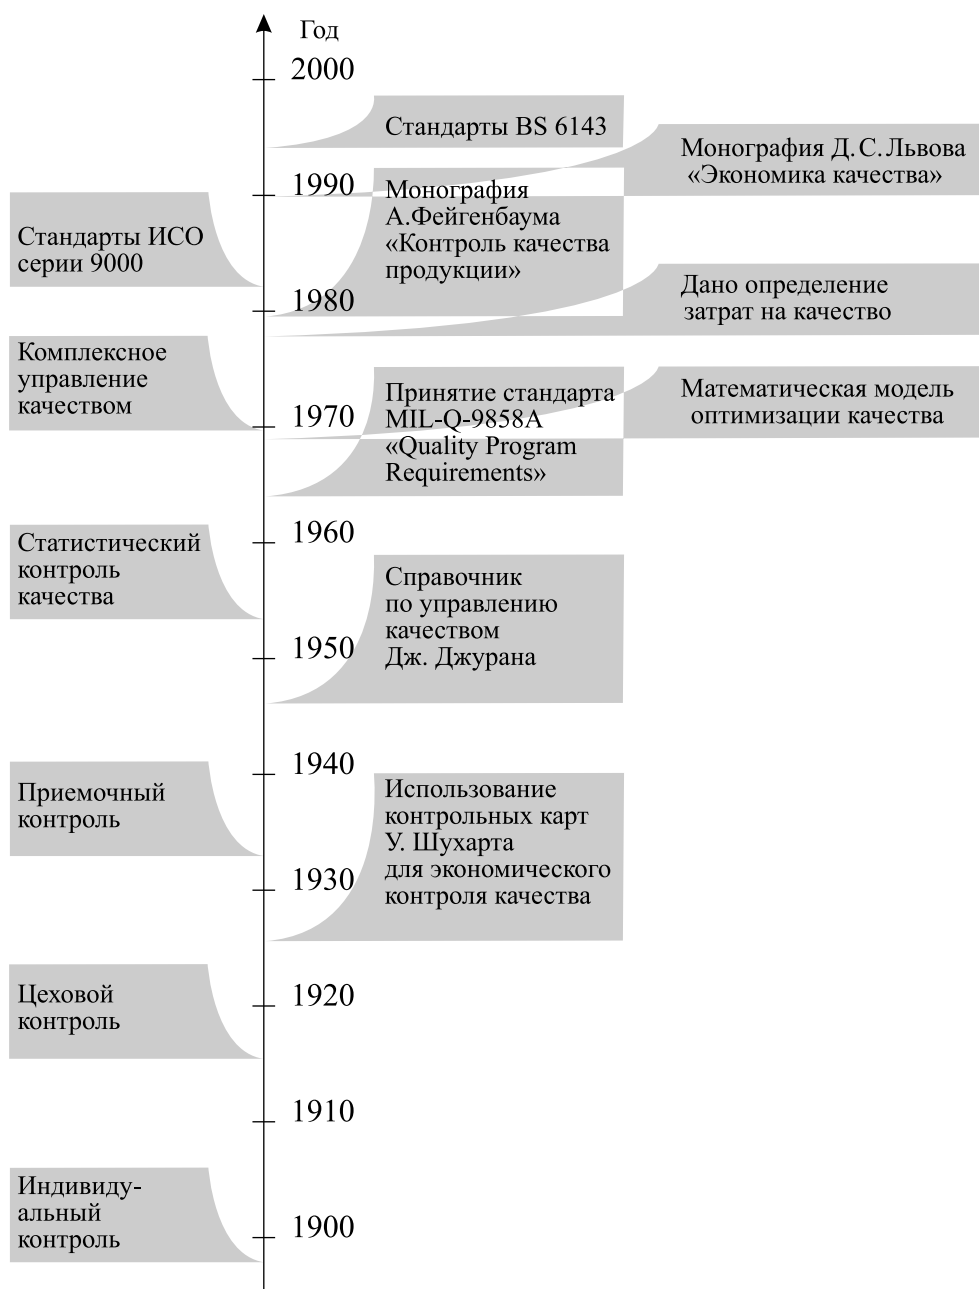 Год
2000
Стандарты BS 6143
Монография Д.С.Львова
«Экономика качества»
1990
Монография
А.Фейгенбаума
«Контроль качества
продукции»
Стандарты ИСО
серии 9000
1980
Дано определение
затрат на качество
Комплексное
управление
качеством
1970
Принятие стандарта
MIL-Q-9858A
«Quality Program
Requirements»
Математическая модель
оптимизации качества
1960
Статистический
контроль
качества
Справочник
по управлению
качеством
Дж. Джурана
1950
1940
Приемочный
контроль
Использование
контрольных карт
У. Шухарта
для экономического
контроля качества
1930
Цеховой
контроль
1920
1910
Индивиду-
альный
контроль
1900